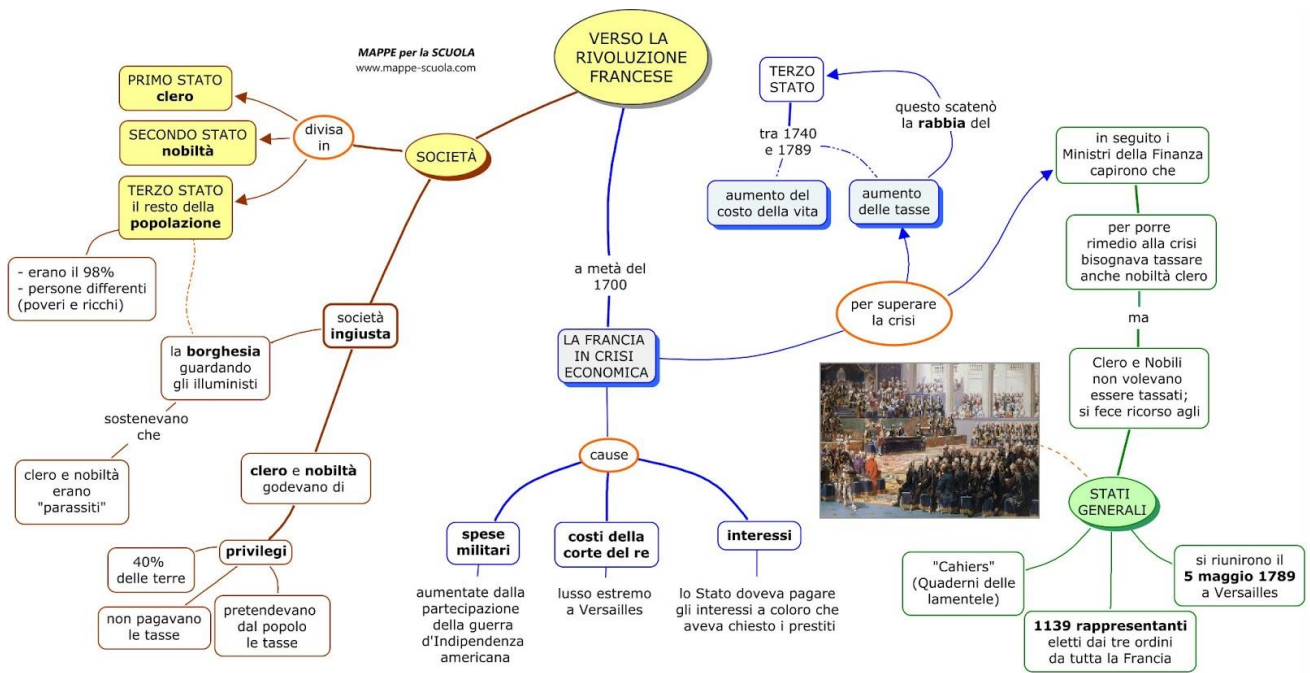 VERSO LA
RIVOLUZIONE
FRANCESE
MAPPE per la SCUOLA
www.mappe-scuola.com
SOCIETÀ
divisa
in
PRIMO STATO
clero
SECONDO STATO
nobiltà
TERZO STATO
il resto della
popolazione
- erano il 98%
- persone differenti
(poveri e ricchi)
società
ingiusta
la borghesia
guardando
gli illuministi
sostenevano
che
clero e nobiltà
erano
"parassiti"
clero e nobiltà
godevano di
privilegi
40%
delle terre
non pagavano
le tasse
pretendevano
dal popolo
le tasse
a metà del
1700
LA FRANCIA
IN CRISI
ECONOMICA
cause
spese
militari
aumentate dalla
partecipazione
della guerra
d'Indipendenza
americana
costi della
corte del re
lusso estremo
a Versailles
interessi
lo Stato doveva pagare
gli interessi a coloro che
aveva chiesto i prestiti
per superare
la crisi
aumento
delle tasse
questo scatenò
la rabbia del
TERZO
STATO
tra 1740
e 1789
aumento del
costo della vita
in seguito i
Ministri della Finanza
capirono che
per porre
rimedio alla crisi
bisognava tassare
anche nobiltà clero
ma
Clero e Nobili
non volevano
essere tassati;
si fece ricorso agli
STATI
GENERALI
"Cahiers"
(Quaderni delle
lamentele)
1139 rappresentanti
eletti dai tre ordini
da tutta la Francia
si riunirono il
5 maggio 1789
a Versailles